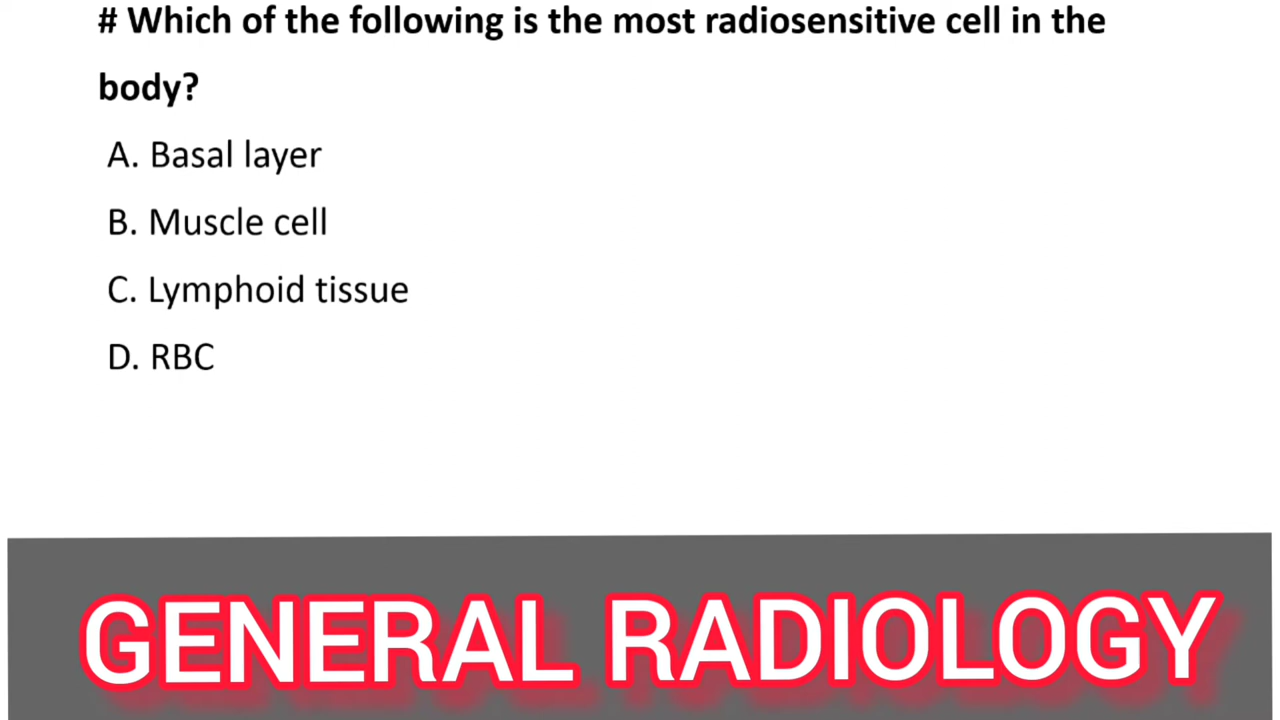 # Which of the following is the most radiosensitive cell in the
body?
A. Basal layer
B. Muscle cell
C. Lymphoid tissue
D. RBC
GENERAL RADIOLOGY